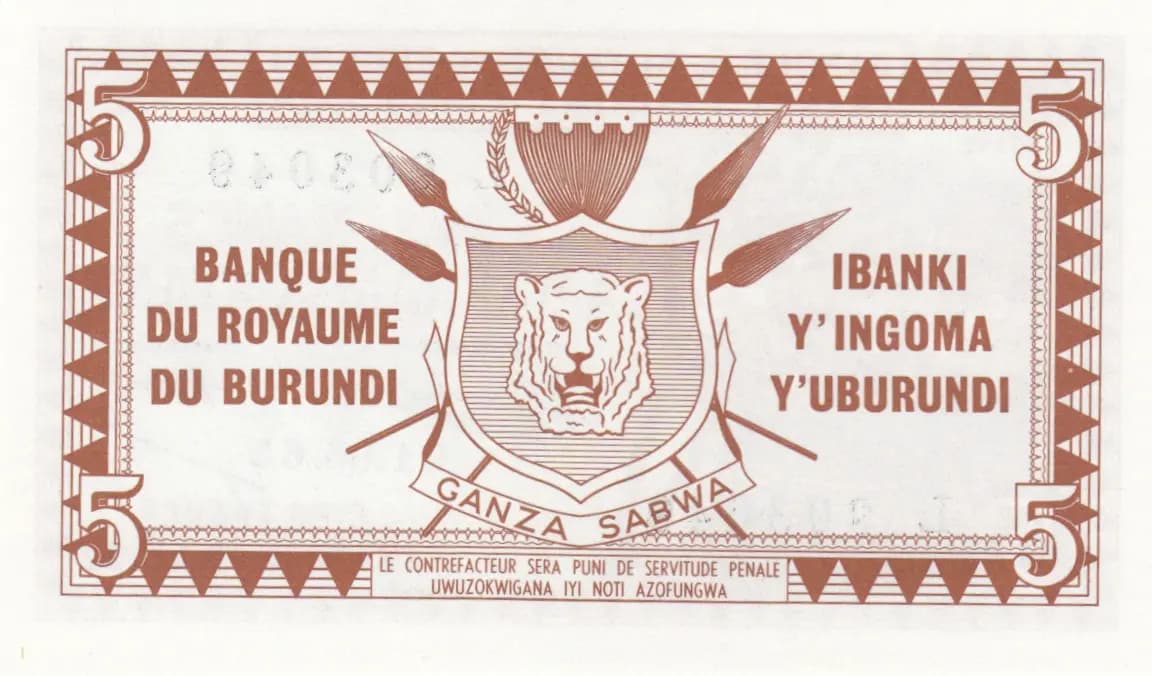 5
5
BANQUE
DU ROYAUME
DU BURUNDI
IBANKI
Y'INGOMA
Y'UBURUNDI
GANZA SABWA
5
5
LE CONTREFACTEUR SERA PUNI DE SERVITUDE PENALE
UWUZOKWIGANA IYI NOTI AZOFUNGWA